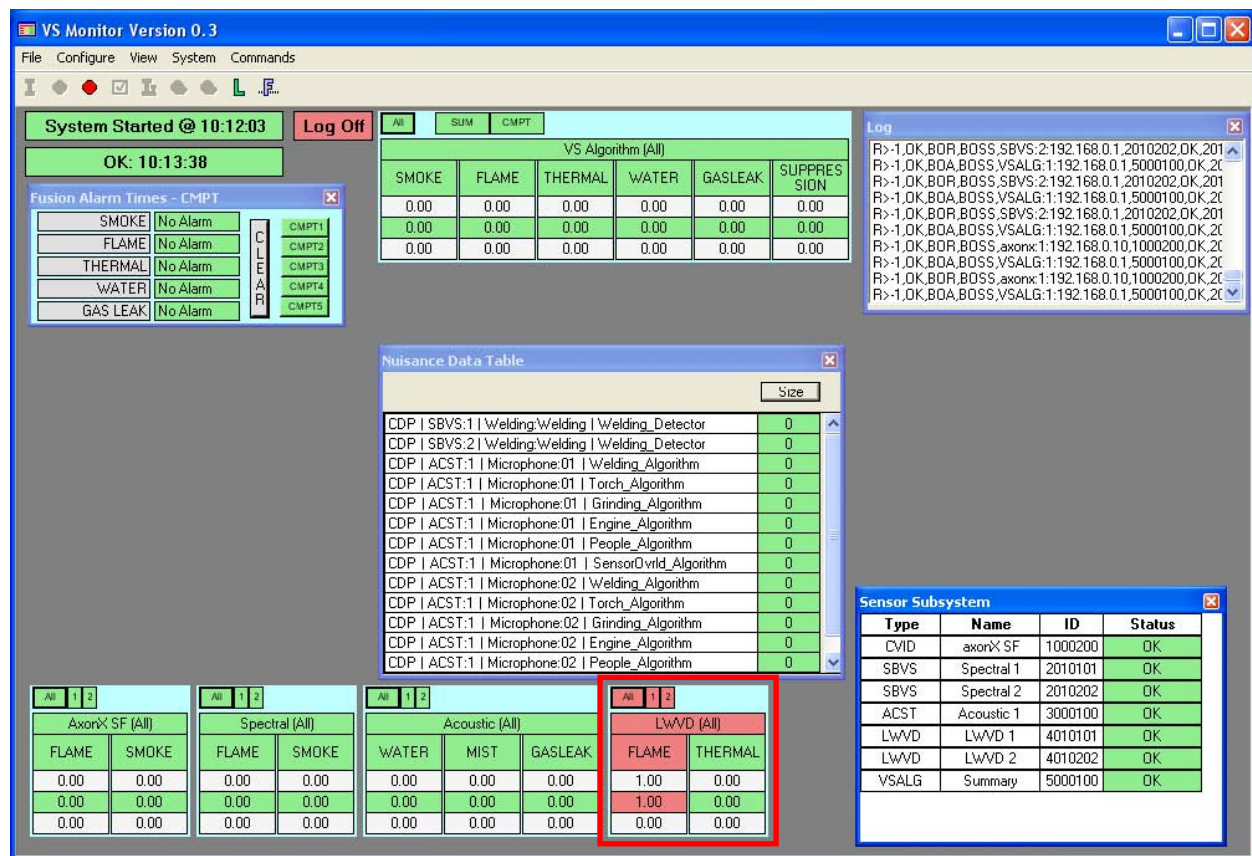 VS Monitor Version 0.3
File Configure View System Commands
L F...
System Started @ 10:12:03 Log Off
OK: 10:13:38
Fusion Alarm Times - CMPT
SMOKE No Alarm
FLAME No Alarm
THERMAL No Alarm
WATER No Alarm
GAS LEAK No Alarm
CLEAR
CMPT1
CMPT2
CMPT3
CMPT4
CMPT5
All SUM CMPT
VS Algorithm (All)
SMOKE FLAME THERMAL WATER GASLEAK SUPPRES
SION
0.00 0.00 0.00 0.00 0.00 0.00
0.00 0.00 0.00 0.00 0.00 0.00
0.00 0.00 0.00 0.00 0.00 0.00
Log
R>-1,OK,BOR,BOSS,SBVS:2:192.168.0.1,2010202,OK,201
R>-1,OK,BOA,BOSS,VSALG:1:192.168.0.1,5000100,OK,20
R>-1,OK,BOR,BOSS,SBVS:2:192.168.0.1,2010202,OK,201
R>-1,OK,BOA,BOSS,VSALG:1:192.168.0.1,5000100,OK,20
R>-1,OK,BOR,BOSS,SBVS:2:192.168.0.1,2010202,OK,201
R>-1,OK,BOA,BOSS,VSALG:1:192.168.0.1,5000100,OK,20
R>-1,OK,BOR,BOSS,axonx:1:192.168.0.10,1000200,OK,20
R>-1,OK,BOA,BOSS,VSALG:1:192.168.0.1,5000100,OK,20
R>-1,OK,BOR,BOSS,axonx:1:192.168.0.10,1000200,OK,20
R>-1,OK,BOA,BOSS,VSALG:1:192.168.0.1,5000100,OK,20
Nuisance Data Table
Size
CDP | SBVS:1 | Welding:Welding | Welding_Detector 0
CDP | SBVS:2 | Welding:Welding | Welding_Detector 0
CDP | ACST:1 | Microphone:01 | Welding_Algorithm 0
CDP | ACST:1 | Microphone:01 | Torch_Algorithm 0
CDP | ACST:1 | Microphone:01 | Grinding_Algorithm 0
CDP | ACST:1 | Microphone:01 | Engine_Algorithm 0
CDP | ACST:1 | Microphone:01 | People_Algorithm 0
CDP | ACST:1 | Microphone:01 | SensorOvrld_Algorithm 0
CDP | ACST:1 | Microphone:02 | Welding_Algorithm 0
CDP | ACST:1 | Microphone:02 | Torch_Algorithm 0
CDP | ACST:1 | Microphone:02 | Grinding_Algorithm 0
CDP | ACST:1 | Microphone:02 | Engine_Algorithm 0
CDP | ACST:1 | Microphone:02 | People_Algorithm 0
Sensor Subsystem
Type Name ID Status
CVID axonX SF 1000200 OK
SBVS Spectral 1 2010101 OK
SBVS Spectral 2 2010202 OK
ACST Acoustic 1 3000100 OK
LWVD LWVD 1 4010101 OK
LWVD LWVD 2 4010202 OK
VSALG Summary 5000100 OK
All 1 2
AxonX SF (All)
FLAME SMOKE
0.00 0.00
0.00 0.00
0.00 0.00
All 1 2
Spectral (All)
FLAME SMOKE
0.00 0.00
0.00 0.00
0.00 0.00
All 1 2
Acoustic (All)
WATER MIST GASLEAK
0.00 0.00 0.00
0.00 0.00 0.00
0.00 0.00 0.00
All 1 2
LWVD (All)
FLAME THERMAL
1.00 0.00
1.00 0.00
0.00 0.00